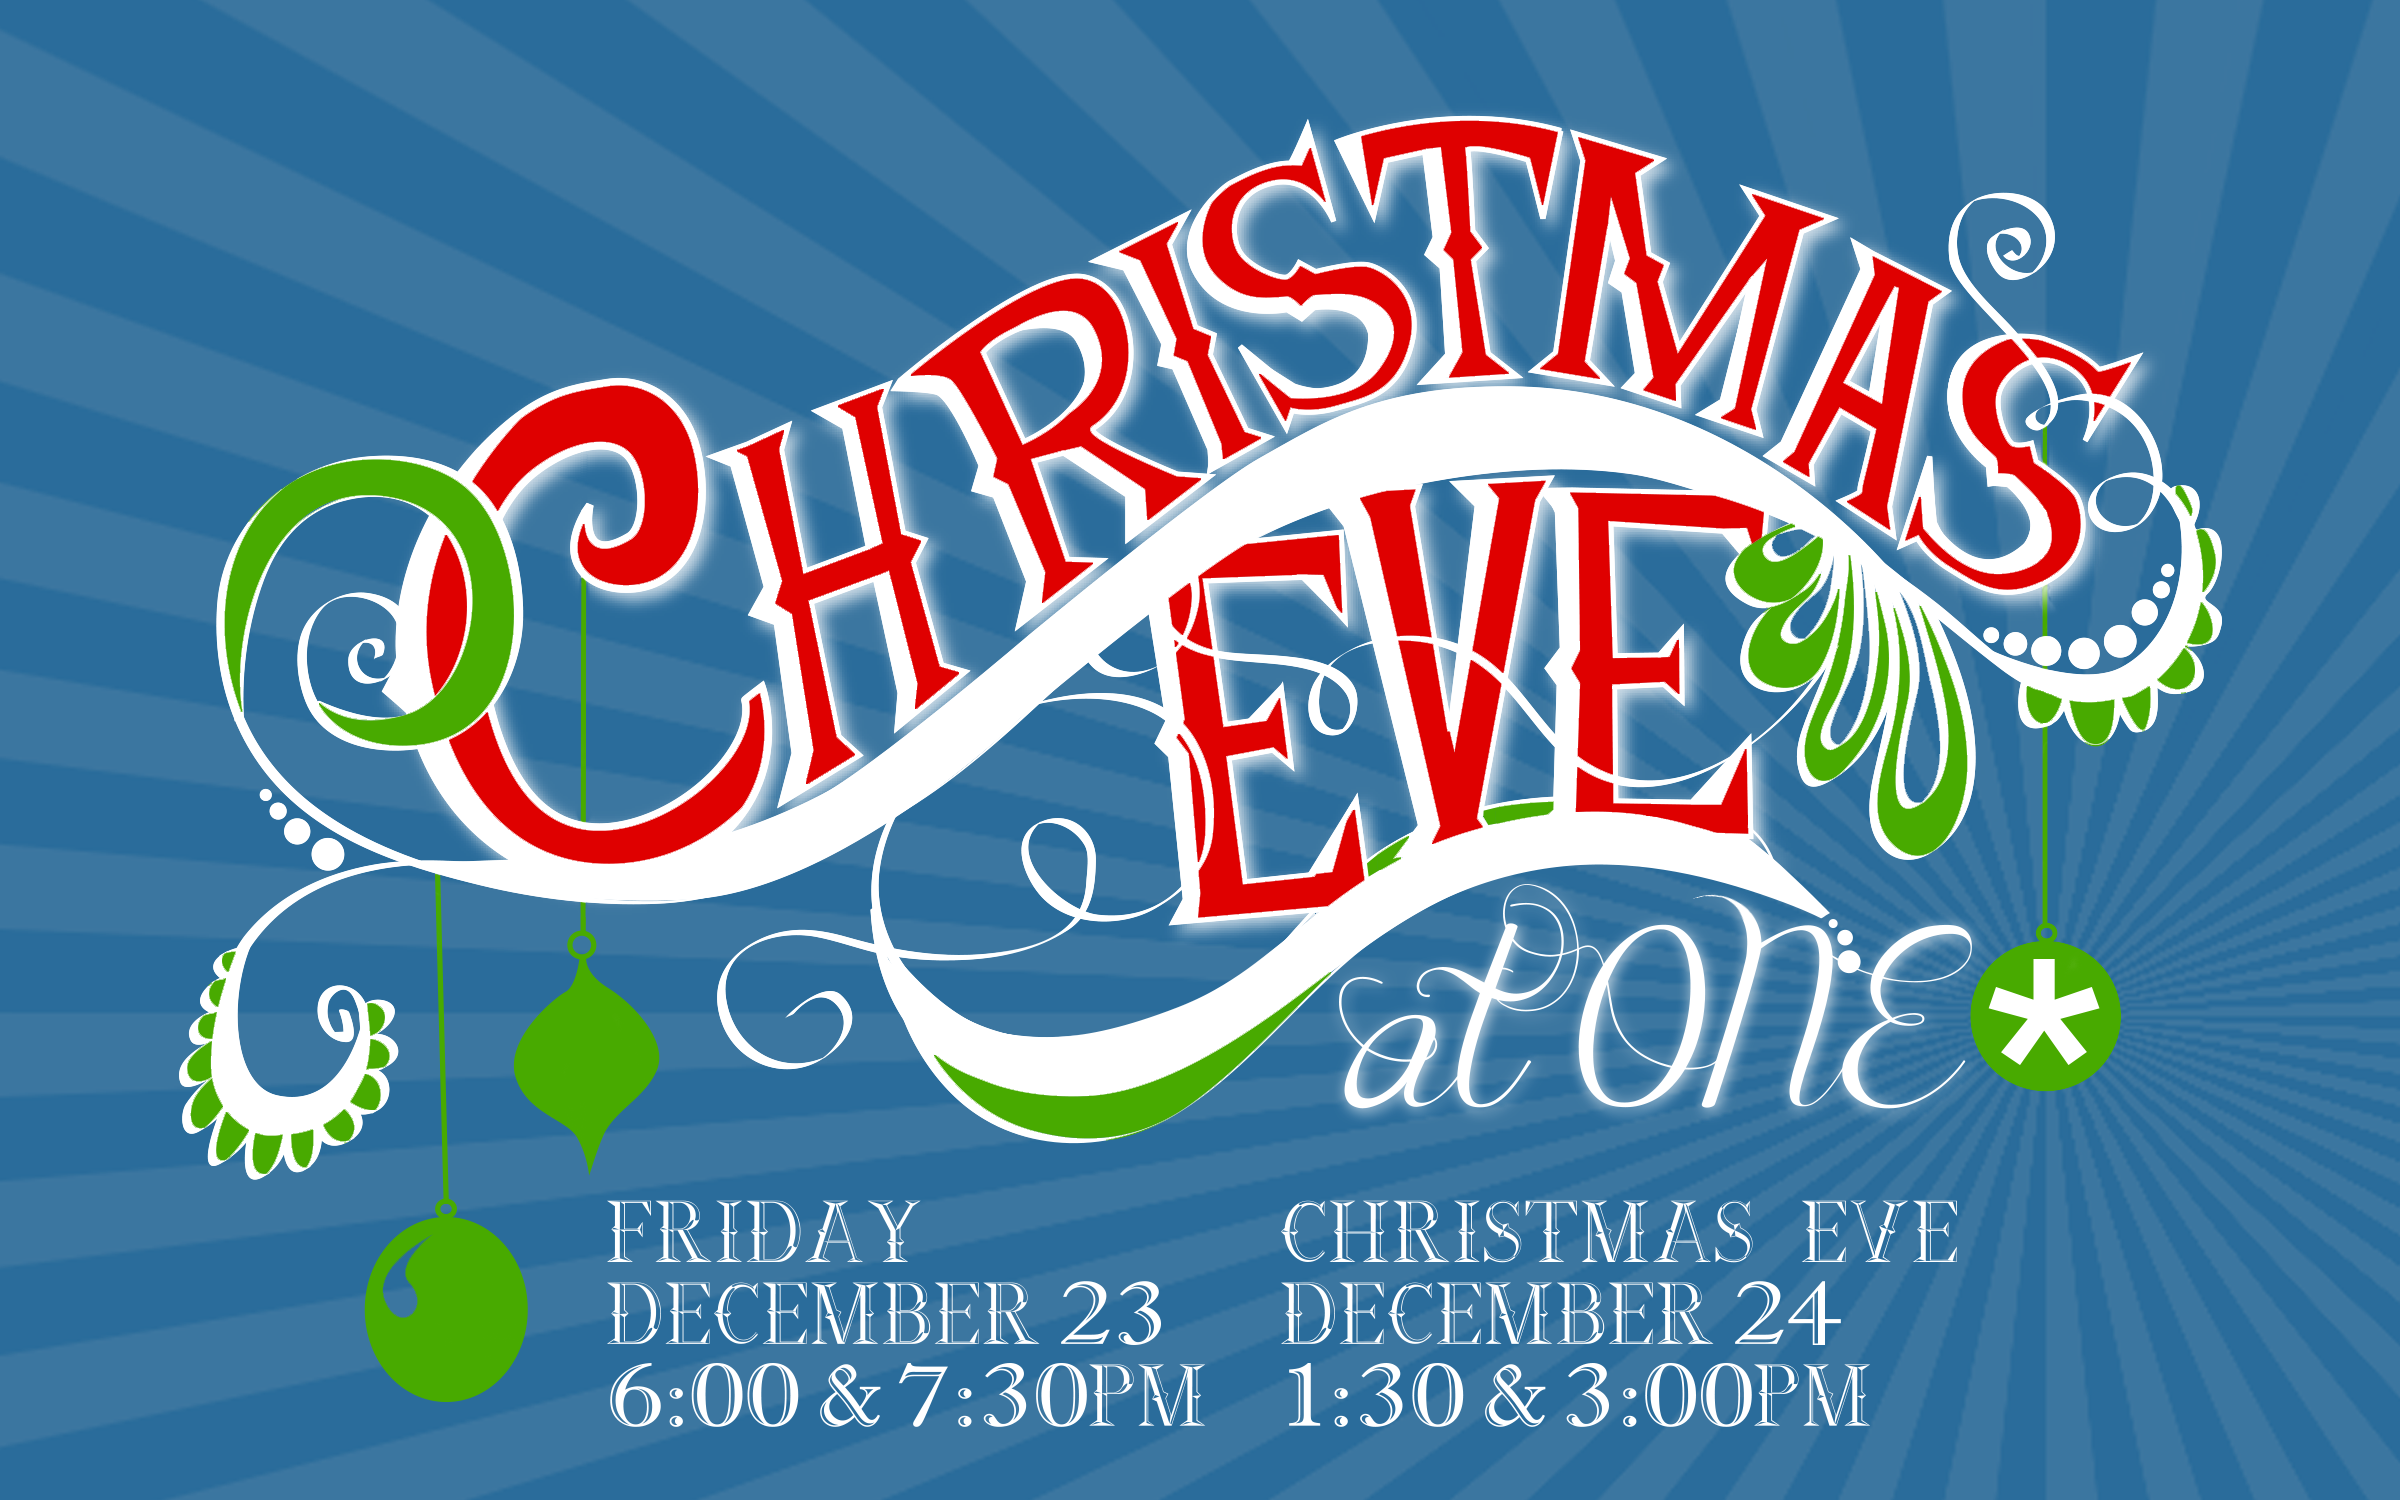 CHRISTMAS
EVE
at ONE
*
FRIDAY
DECEMBER 23
6:00 & 7:30PM
CHRISTMAS EVE
DECEMBER 24
1:30 & 3:00PM